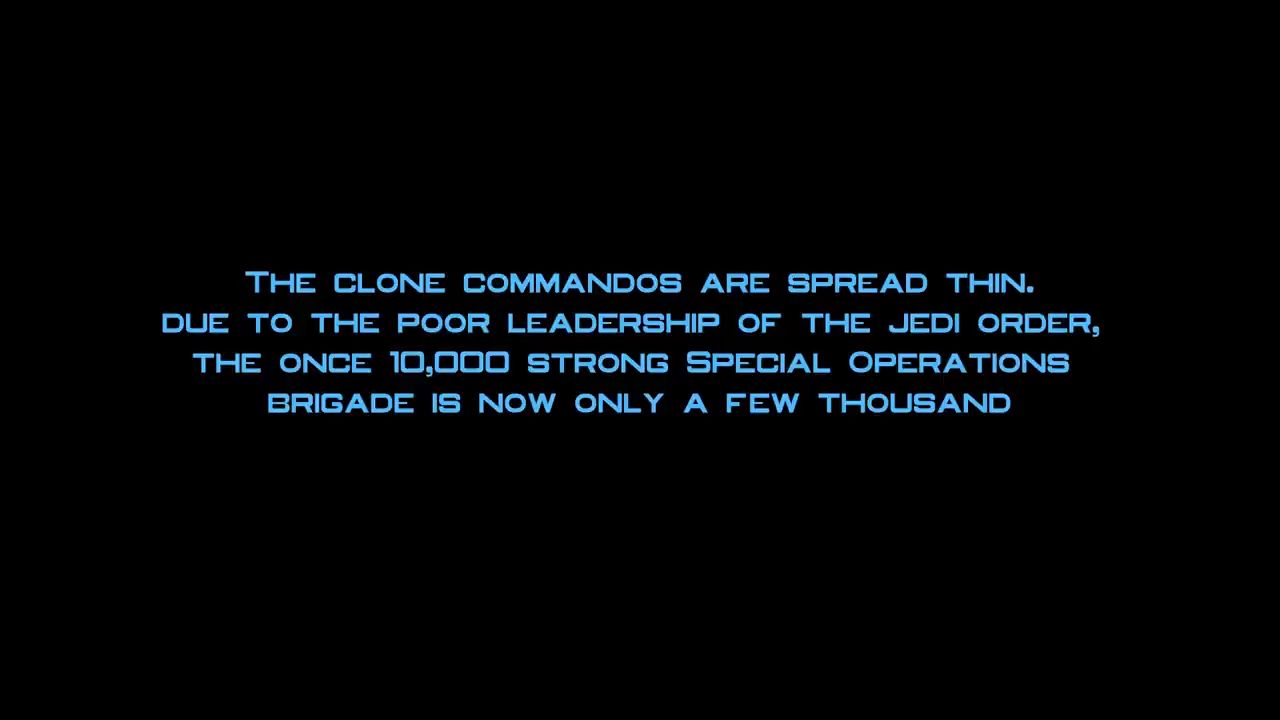 The clone commandos are spread thin.
due to the poor leadership of the jedi order,
the once 10,000 strong Special Operations
brigade is now only a few thousand